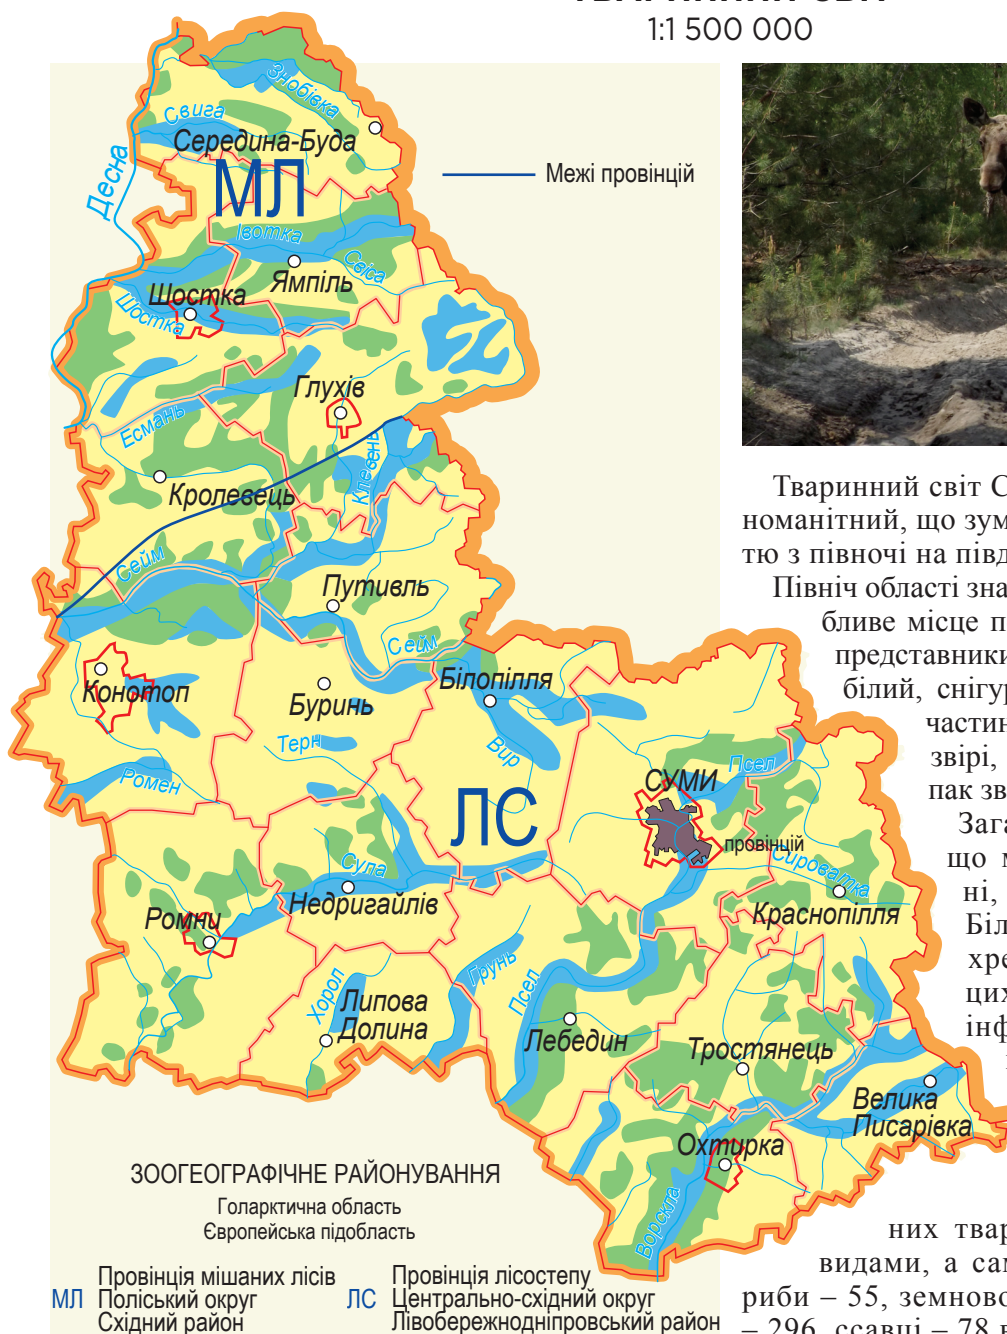 1:1 500 000
Межі провінцій
Знобівка
Свига
Середина-Буда
Десна
МЛ
Івотка
Свіса
Ямпіль
Шостка
Шостка
Глухів
Есмань
Клевень
Кролевець
Сейм
Путивль
Сейм
Білопілля
Конотоп
Буринь
Терн
Вир
Ромен
Псел
СУМИ
ЛС
провінцій
Сироватка
Сула
Недригайлів
Краснопілля
Ромни
Грунь
Хорол
Псел
Липова
Долина
Лебедин
Тростянець
Велика
Писарівка
Охтирка
Ворскла
ЗООГЕОГРАФІЧНЕ РАЙОНУВАННЯ
Голарктична область
Європейська підобласть
МЛ
Провінція мішаних лісів
Поліський округ
Східний район
ЛС
Провінція лісостепу
Центрально-східний округ
Лівобережнодніпровський район
Тваринний світ С
номанітний, що зум
тю з півночі на півд
Північ області зна
бливе місце п
представники
білий, снігур
частин
звірі,
пак зв
Зага
що м
ні,
Біл
хре
цих
інф
них твар
видами, а сам
риби – 55, земново
– 296, ссавці – 78 в